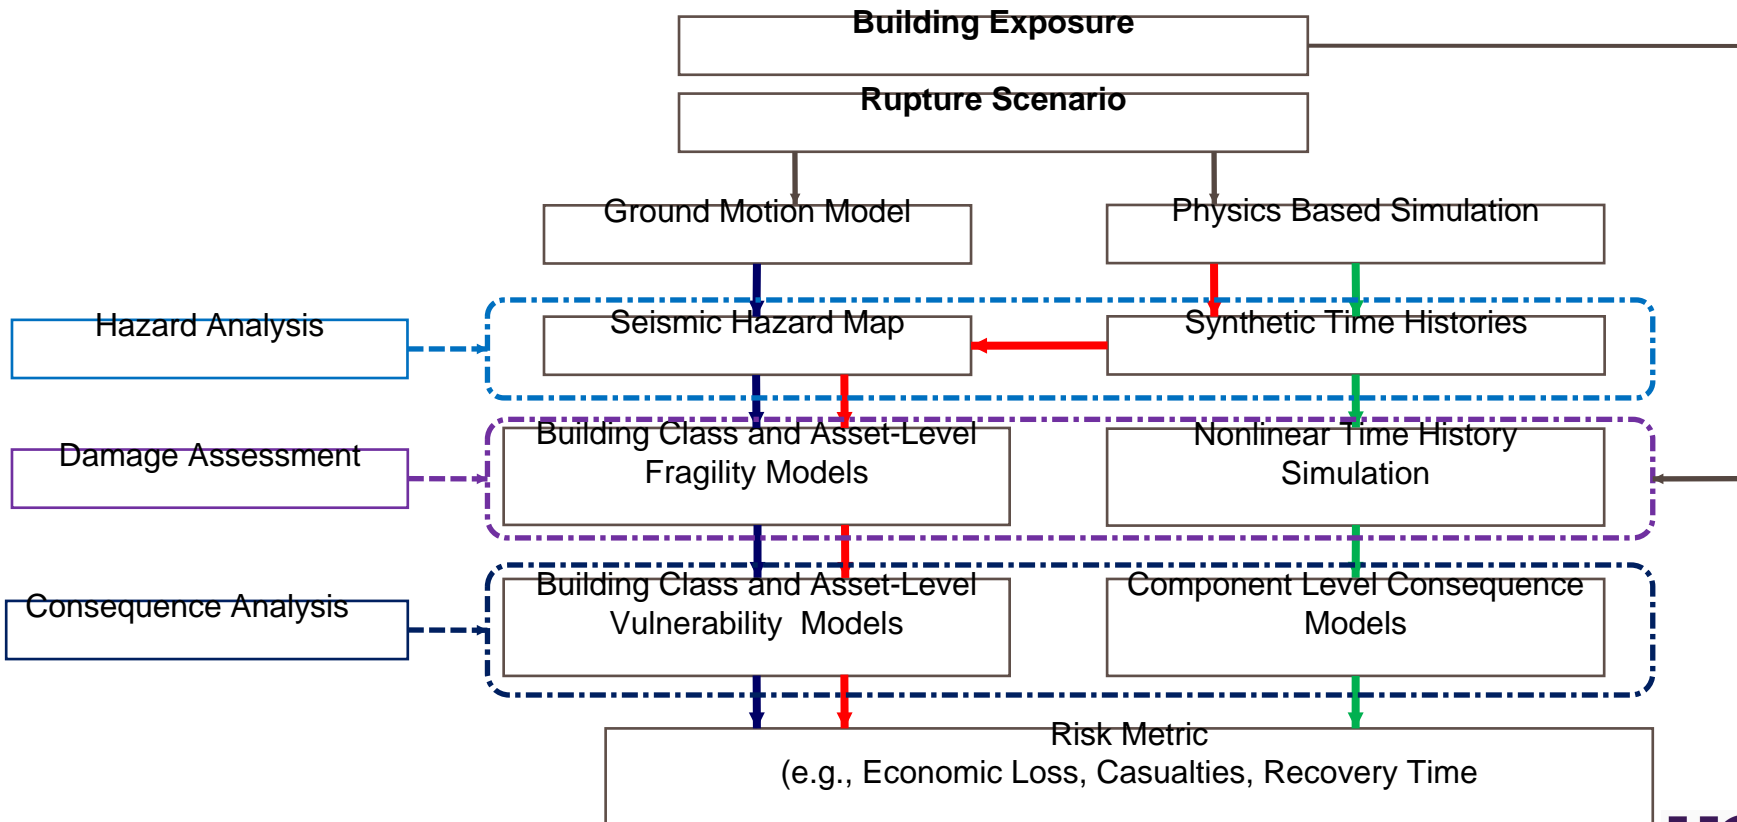 Building Exposure
Rupture Scenario
Ground Motion Model
Physics Based Simulation
Hazard Analysis
Seismic Hazard Map
Synthetic Time Histories
Damage Assessment
Building Class and Asset-Level
Fragility Models
Nonlinear Time History
Simulation
Consequence Analysis
Building Class and Asset-Level
Vulnerability Models
Component Level Consequence
Models
Risk Metric
(e.g., Economic Loss, Casualties, Recovery Time